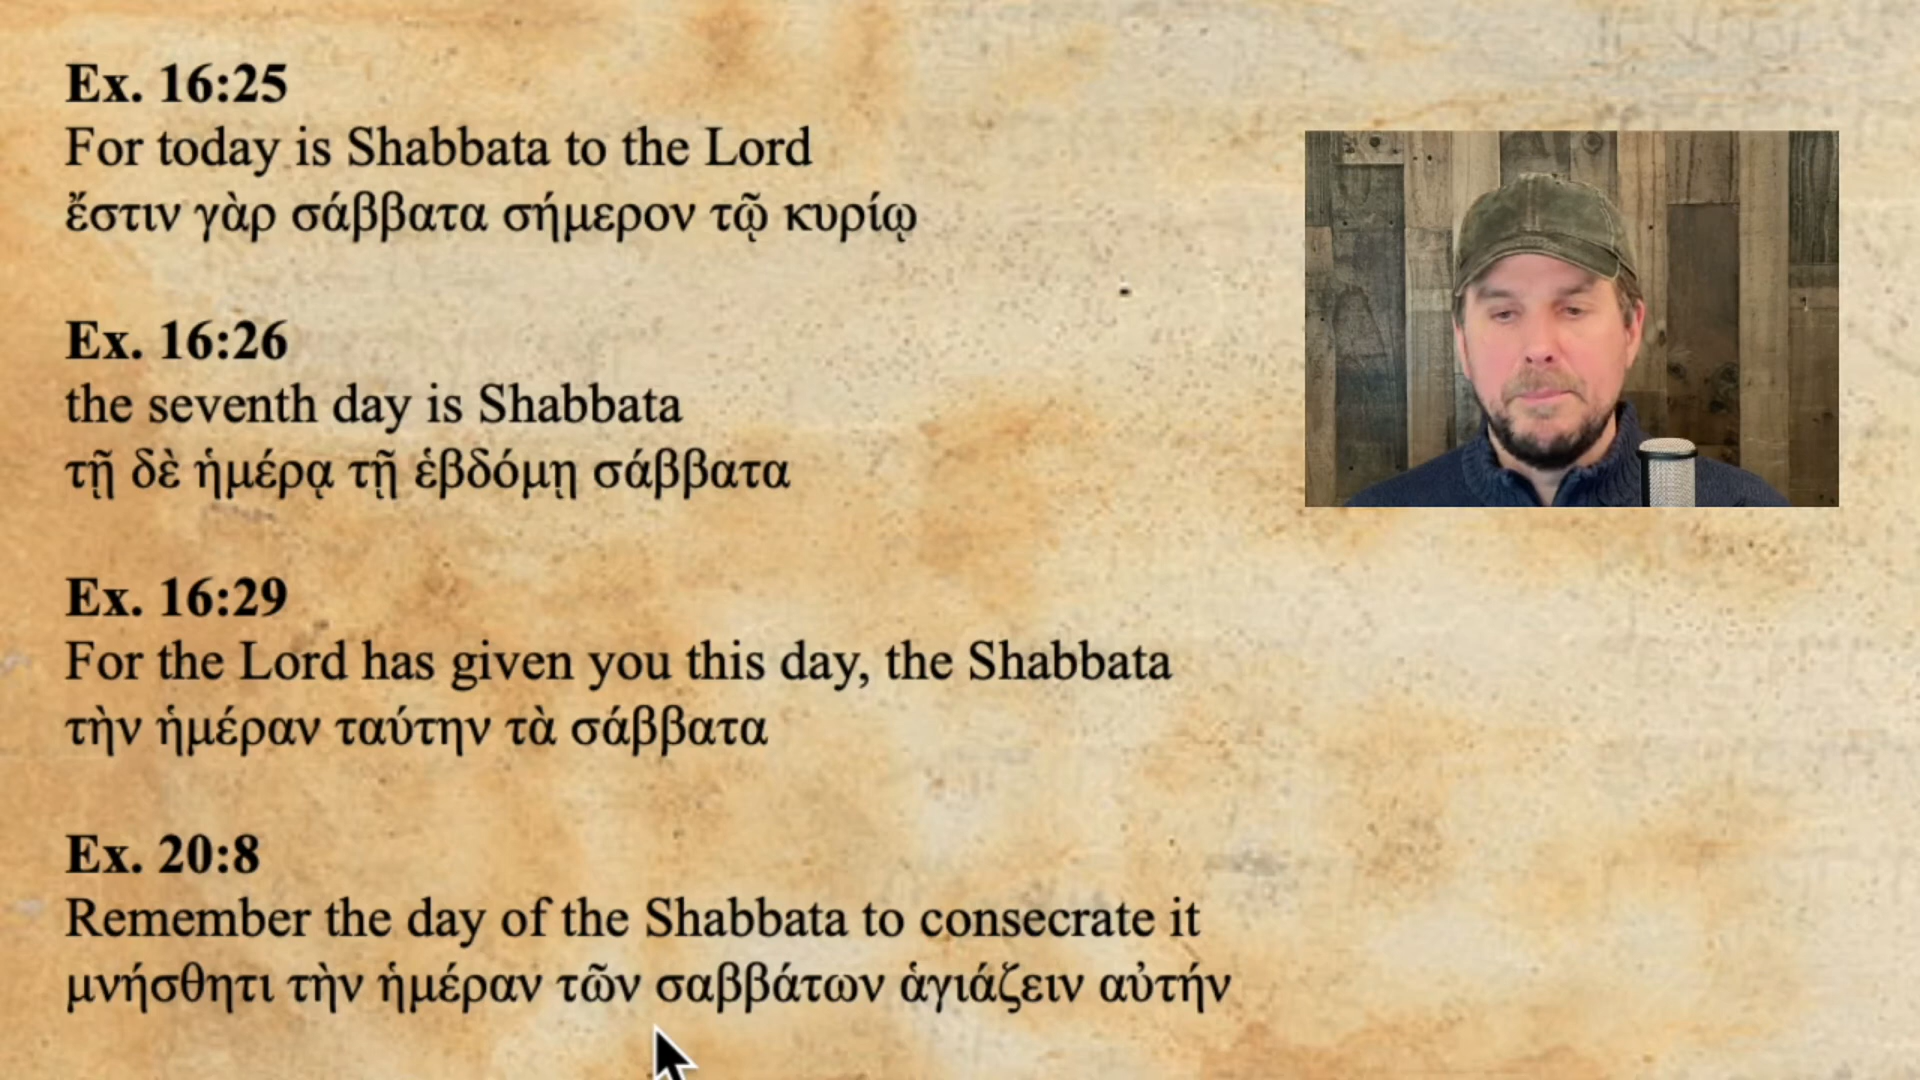 Ex. 16:25
For today is Shabbata to the Lord
ἔστιν γὰρ σάββατα σήμερον τῷ κυρίῳ
Ex. 16:26
the seventh day is Shabbata
τῇ δὲ ἡμέρᾳ τῇ ἑβδόμῃ σάββατα
Ex. 16:29
For the Lord has given you this day, the Shabbata
τὴν ἡμέραν ταύτην τὰ σάββατα
Ex. 20:8
Remember the day of the Shabbata to consecrate it
μνήσθητι τὴν ἡμέραν τῶν σαββάτων ἁγιάζειν αὐτήν